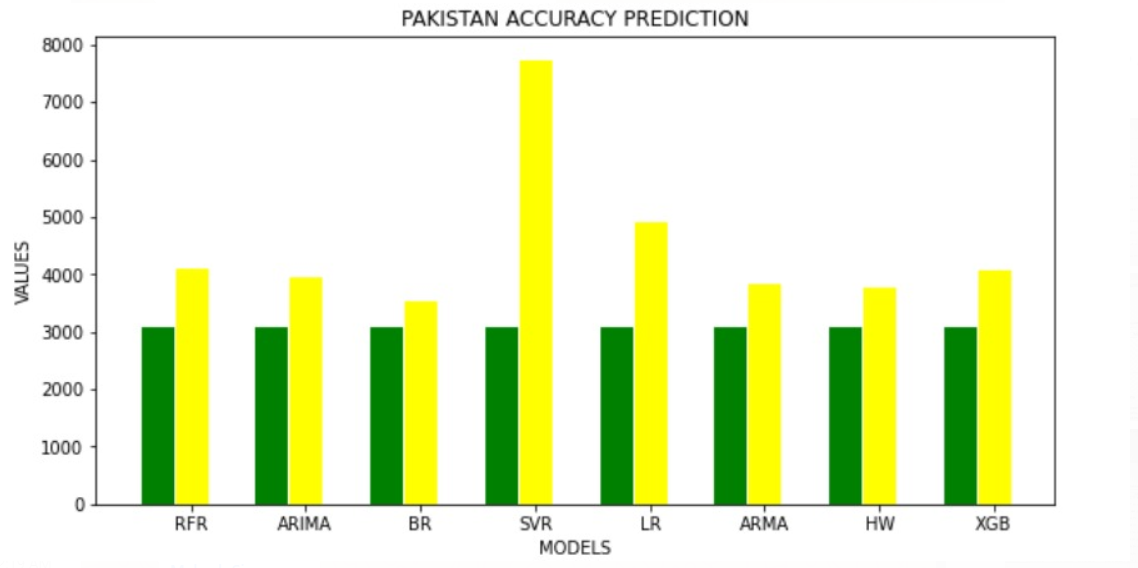 PAKISTAN ACCURACY PREDICTION
8000
7000
6000
5000
4000
3000
2000
1000
0
VALUES
RFR ARIMA BR SVR LR ARMA HW XGB
MODELS